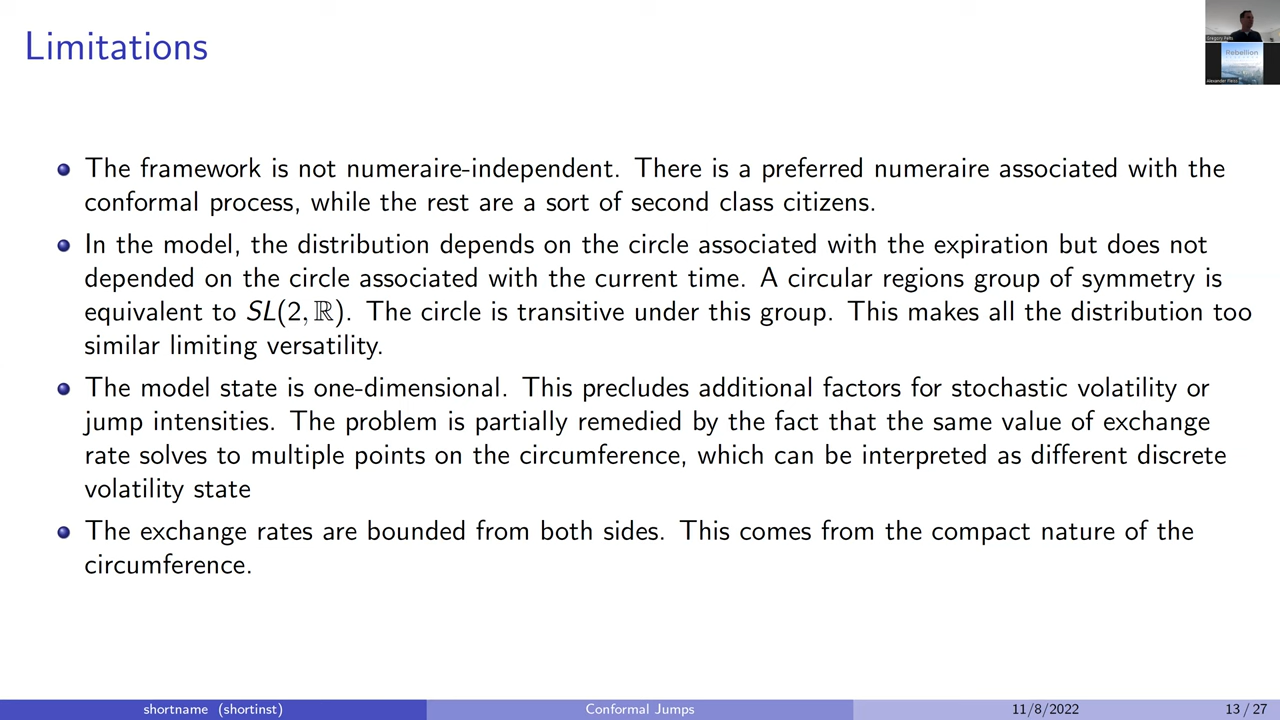 Limitations
The framework is not numeraire-independent. There is a preferred numeraire associated with the
conformal process, while the rest are a sort of second class citizens.
In the model, the distribution depends on the circle associated with the expiration but does not
depended on the circle associated with the current time. A circular regions group of symmetry is
equivalent to SL(2, ℝ). The circle is transitive under this group. This makes all the distribution too
similar limiting versatility.
The model state is one-dimensional. This precludes additional factors for stochastic volatility or
jump intensities. The problem is partially remedied by the fact that the same value of exchange
rate solves to multiple points on the circumference, which can be interpreted as different discrete
volatility state
The exchange rates are bounded from both sides. This comes from the compact nature of the
circumference.
shortname (shortinst)
Conformal Jumps
11/8/2022
13 / 27
Rebellion